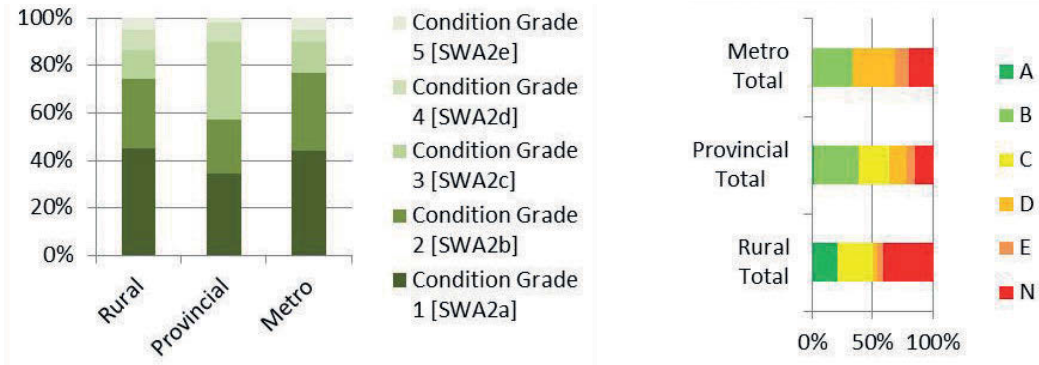 100%
80%
60%
40%
20%
0%
Rural
Provincial
Metro
Condition Grade
5 [SWA2e]
Condition Grade
4 [SWA2d]
Condition Grade
3 [SWA2c]
Condition Grade
2 [SWA2b]
Condition Grade
1 [SWA2a]
Metro
Total
Provincial
Total
Rural
Total
0% 50% 100%
A
B
C
D
E
N